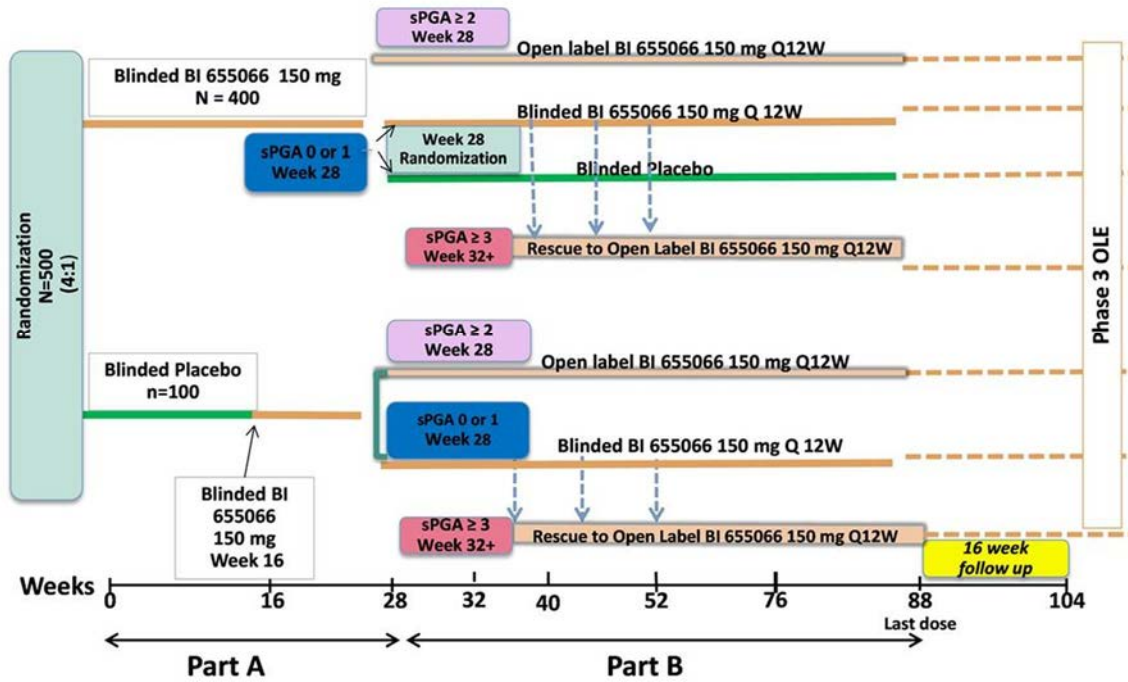 sPGA ≥ 2
Week 28
Open label BI 655066 150 mg Q12W
Blinded BI 655066 150 mg
N = 400
Blinded BI 655066 150 mg Q 12W
sPGA 0 or 1
Week 28
Week 28
Randomization
Blinded Placebo
sPGA ≥ 3
Week 32+
Rescue to Open Label BI 655066 150 mg Q12W
Randomization
N=500
(4:1)
Phase 3 OLE
sPGA ≥ 2
Week 28
Open label BI 655066 150 mg Q12W
Blinded Placebo
n=100
sPGA 0 or 1
Week 28
Blinded BI 655066 150 mg Q 12W
Blinded BI
655066
150 mg
Week 16
sPGA ≥ 3
Week 32+
Rescue to Open Label BI 655066 150 mg Q12W
16 week
follow up
Weeks
0 16 28 32 40 52 76 88 104
Last dose
Part A
Part B